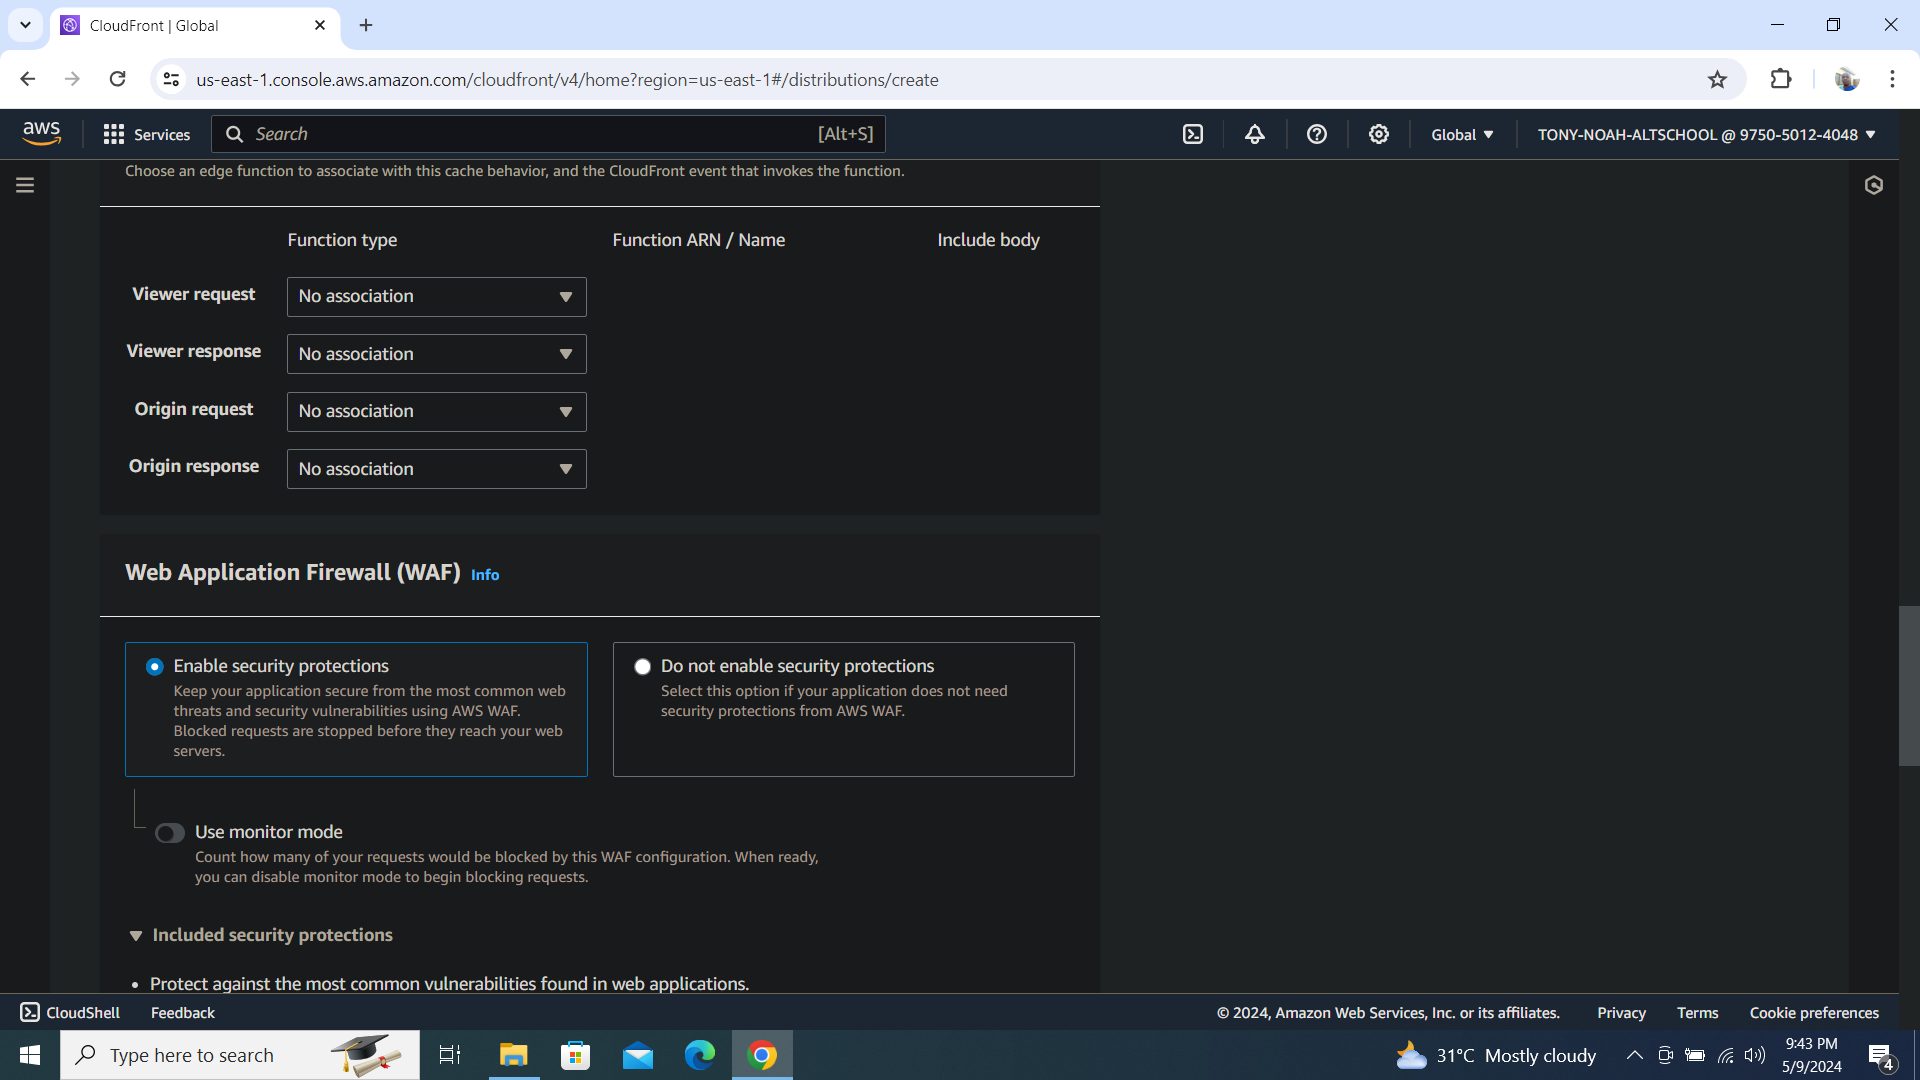 CloudFront | Global
us-east-1.console.aws.amazon.com/cloudfront/v4/home?region=us-east-1#/distributions/create
aws
Services
Search
[Alt+S]
Global
TONY-NOAH-ALTSCHOOL @ 9750-5012-4048
Choose an edge function to associate with this cache behavior, and the CloudFront event that invokes the function.
Function type
Function ARN / Name
Include body
Viewer request
No association
Viewer response
No association
Origin request
No association
Origin response
No association
Web Application Firewall (WAF) Info
Enable security protections
Keep your application secure from the most common web
threats and security vulnerabilities using AWS WAF.
Blocked requests are stopped before they reach your web
servers.
Do not enable security protections
Select this option if your application does not need
security protections from AWS WAF.
Use monitor mode
Count how many of your requests would be blocked by this WAF configuration. When ready,
you can disable monitor mode to begin blocking requests.
Included security protections
• Protect against the most common vulnerabilities found in web applications.
CloudShell
Feedback
© 2024, Amazon Web Services, Inc. or its affiliates.
Privacy
Terms
Cookie preferences
Type here to search
31°C Mostly cloudy
9:43 PM
5/9/2024
4